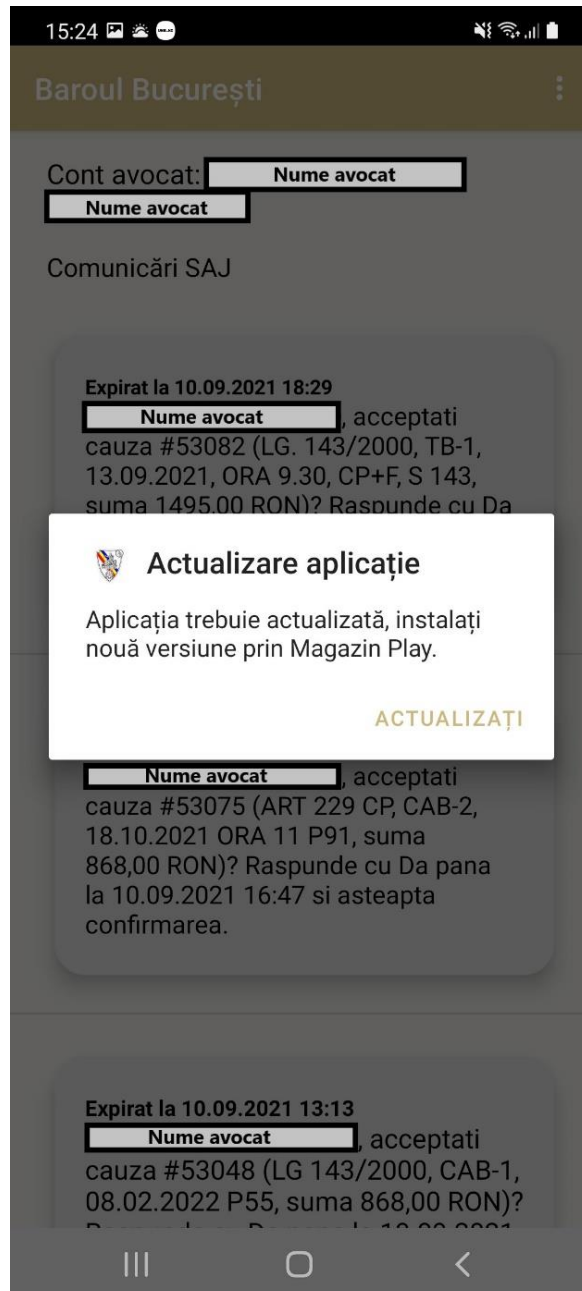 15:24
Baroul București
Cont avocat: Nume avocat
Nume avocat
Comunicări SAJ
Expirat la 10.09.2021 18:29
Nume avocat, acceptati
cauza #53082 (LG. 143/2000, TB-1,
13.09.2021, ORA 9.30, CP+F, S 143,
suma 1495,00 RON)? Raspunde cu Da
Actualizare aplicație
Aplicația trebuie actualizată, instalați
nouă versiune prin Magazin Play.
ACTUALIZAȚI
Nume avocat, acceptati
cauza #53075 (ART 229 CP, CAB-2,
18.10.2021 ORA 11 P91, suma
868,00 RON)? Raspunde cu Da pana
la 10.09.2021 16:47 si asteapta
confirmarea.
Expirat la 10.09.2021 13:13
Nume avocat, acceptati
cauza #53048 (LG 143/2000, CAB-1,
08.02.2022 P55, suma 868,00 RON)?